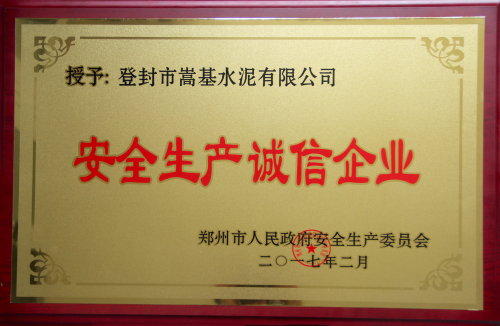 授予: 登封市嵩基水泥有限公司
安全生产诚信企业
郑州市人民政府安全生产委员会
二〇一七年二月